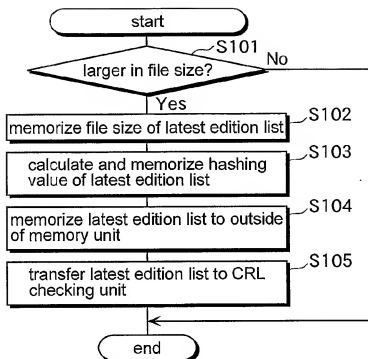 start
S101
larger in file size?
No
Yes
S102
memorize file size of latest edition list
S103
calculate and memorize hashing
value of latest edition list
S104
memorize latest edition list to outside
of memory unit
S105
transfer latest edition list to CRL
checking unit
end